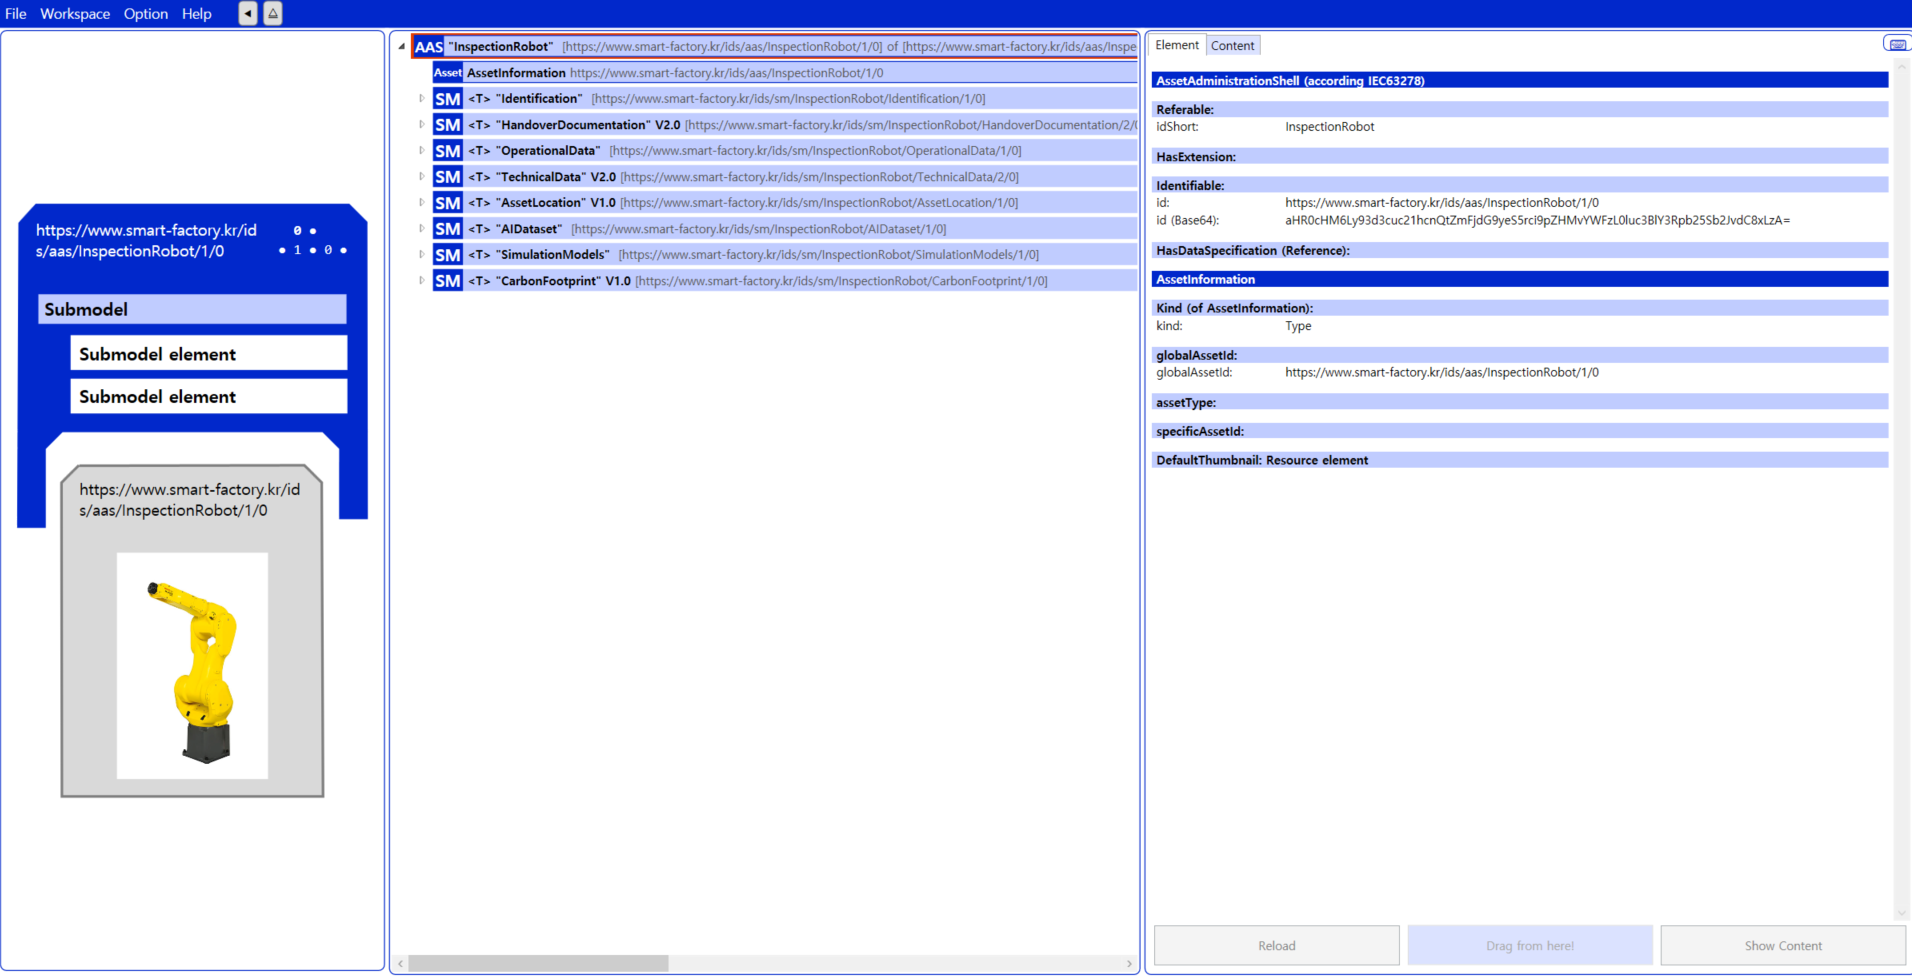 File Workspace Option Help
https://www.smart-factory.kr/id
s/aas/InspectionRobot/1/0
0
1 0
Submodel
Submodel element
Submodel element
https://www.smart-factory.kr/id
s/aas/InspectionRobot/1/0
AAS "InspectionRobot" [https://www.smart-factory.kr/ids/aas/InspectionRobot/1/0] of [https://www.smart-factory.kr/ids/aas/Inspe
Asset AssetInformation https://www.smart-factory.kr/ids/aas/InspectionRobot/1/0
SM <T> "Identification" [https://www.smart-factory.kr/ids/sm/InspectionRobot/Identification/1/0]
SM <T> "HandoverDocumentation" V2.0 [https://www.smart-factory.kr/ids/sm/InspectionRobot/HandoverDocumentation/2/0
SM <T> "OperationalData" [https://www.smart-factory.kr/ids/sm/InspectionRobot/OperationalData/1/0]
SM <T> "TechnicalData" V2.0 [https://www.smart-factory.kr/ids/sm/InspectionRobot/TechnicalData/2/0]
SM <T> "AssetLocation" V1.0 [https://www.smart-factory.kr/ids/sm/InspectionRobot/AssetLocation/1/0]
SM <T> "AIDataset" [https://www.smart-factory.kr/ids/sm/InspectionRobot/AIDataset/1/0]
SM <T> "SimulationModels" [https://www.smart-factory.kr/ids/sm/InspectionRobot/SimulationModels/1/0]
SM <T> "CarbonFootprint" V1.0 [https://www.smart-factory.kr/ids/sm/InspectionRobot/CarbonFootprint/1/0]
Element Content
AssetAdministrationShell (according IEC63278)
Referable:
idShort: InspectionRobot
HasExtension:
Identifiable:
id: https://www.smart-factory.kr/ids/aas/InspectionRobot/1/0
id (Base64): aHR0cHM6Ly93d3cuc21hcnQtZmFjdG9yeS5rci9pZHMvYWFzL0luc3BlY3Rpb25Sb2JvdC8xLzA=
HasDataSpecification (Reference):
AssetInformation
Kind (of AssetInformation):
kind: Type
globalAssetId:
globalAssetId: https://www.smart-factory.kr/ids/aas/InspectionRobot/1/0
assetType:
specificAssetId:
DefaultThumbnail: Resource element
Reload Drag from here! Show Content